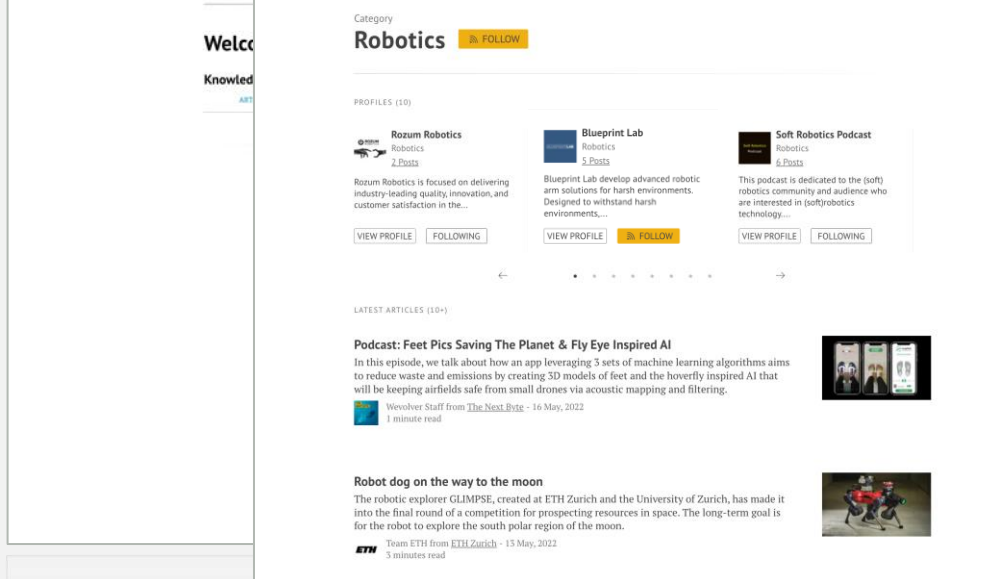 Welco
Knowled
ART
Category
Robotics
FOLLOW
PROFILES (10)
Rozum Robotics
Robotics
2 Posts
Rozum Robotics is focused on delivering
industry-leading quality, innovation, and
customer satisfaction in the...
VIEW PROFILE
FOLLOWING
Blueprint Lab
Robotics
5 Posts
Blueprint Lab develop advanced robotic
arm solutions for harsh environments.
Designed to withstand harsh
environments,...
VIEW PROFILE
FOLLOW
Soft Robotics Podcast
Robotics
6 Posts
This podcast is dedicated to the (soft)
robotics community and audience who
are interested in (soft)robotics
technology....
VIEW PROFILE
FOLLOWING
LATEST ARTICLES (10+)
Podcast: Feet Pics Saving The Planet & Fly Eye Inspired AI
In this episode, we talk about how an app leveraging 3 sets of machine learning algorithms aims
to reduce waste and emissions by creating 3D models of feet and the hoverfly inspired AI that
will be keeping airfields safe from small drones via acoustic mapping and filtering.
Wevolver Staff from The Next Byte - 16 May, 2022
1 minute read
Robot dog on the way to the moon
The robotic explorer GLIMPSE, created at ETH Zurich and the University of Zurich, has made it
into the final round of a competition for prospecting resources in space. The long-term goal is
for the robot to explore the south polar region of the moon.
ETH
Team ETH from ETH Zurich - 13 May, 2022
3 minutes read